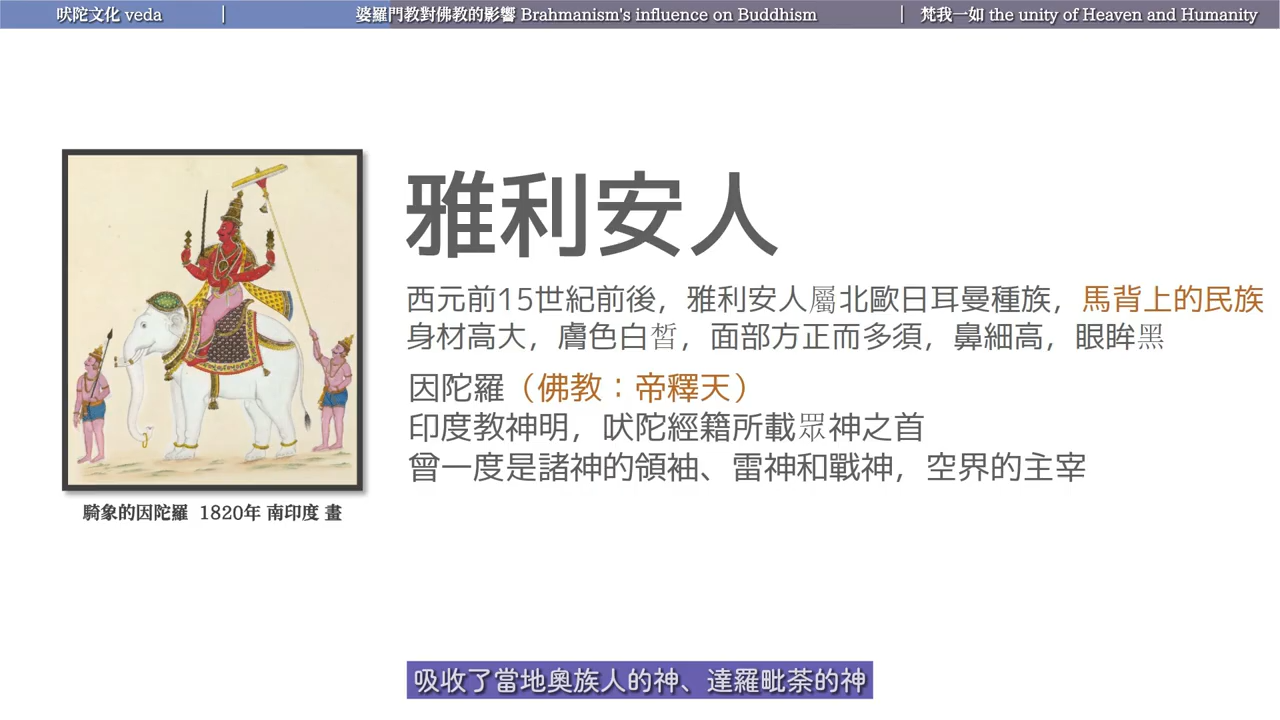 吠陀文化 veda | 婆羅門教對佛教的影響 Brahmanism's influence on Buddhism | 梵我一如 the unity of Heaven and Humanity
雅利安人
西元前15世紀前後，雅利安人屬北歐日耳曼種族，馬背上的民族
身材高大，膚色白晳，面部方正而多須，鼻細高，眼眸黑
因陀羅（佛教：帝釋天）
印度教神明，吠陀經籍所載眾神之首
曾一度是諸神的領袖、雷神和戰神，空界的主宰
騎象的因陀羅 1820年 南印度 畫
吸收了當地奧族人的神、達羅毗荼的神